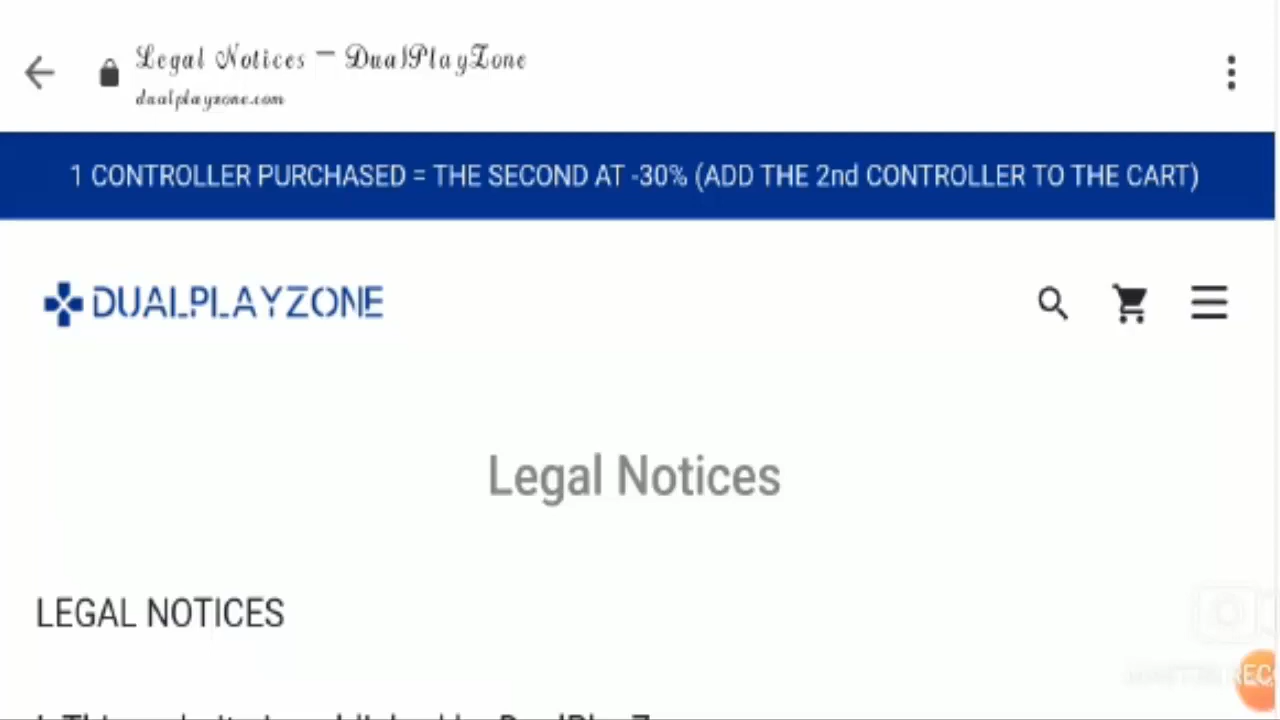 Legal Notices – DualPlayZone
dualplayzone.com
1 CONTROLLER PURCHASED = THE SECOND AT -30% (ADD THE 2nd CONTROLLER TO THE CART)
DUALPLAYZONE
Legal Notices
LEGAL NOTICES